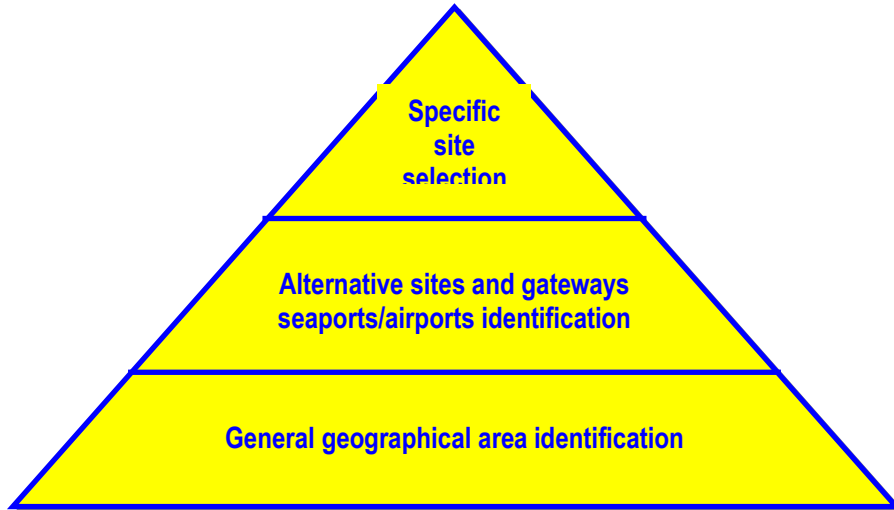 Specific
site
selection
Alternative sites and gateways
seaports/airports identification
General geographical area identification